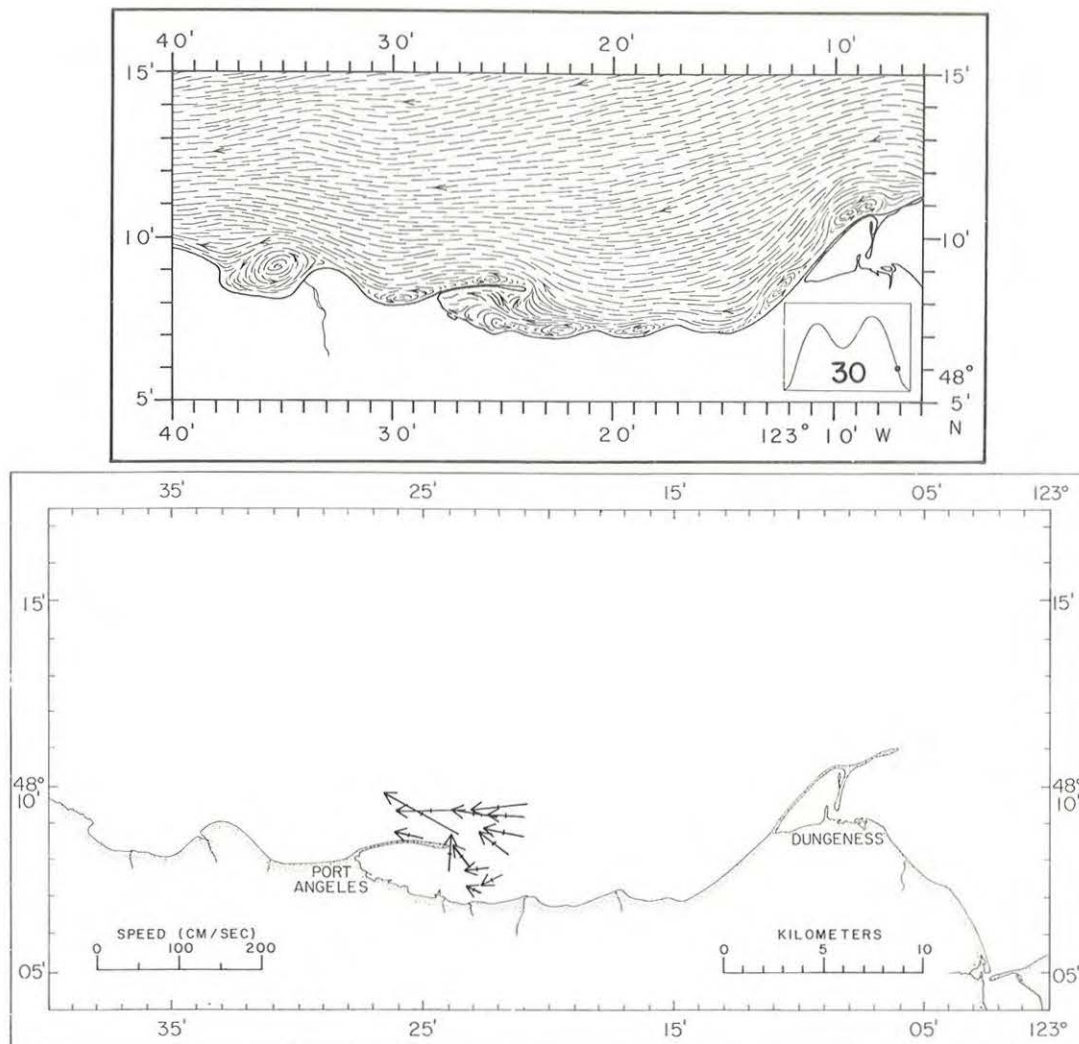 40' 30' 20' 10'
15' 15'
10' 10'
30
48°
5' 5'
40' 30' 20' 123° 10' W N
35' 25' 15' 05' 123°
15' 15'
48° 10' 48° 10'
DUNGENESS
PORT
ANGELES
SPEED (CM/SEC) KILOMETERS
0 100 200 0 5 10
05' 05'
35' 25' 15' 05' 123°